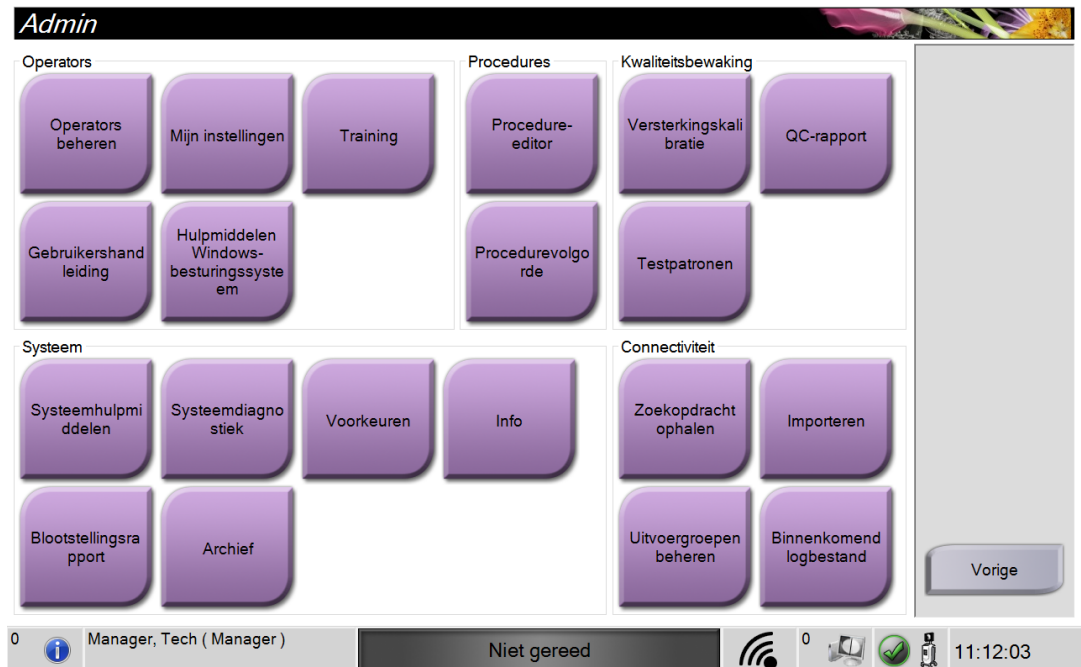 Admin
Operators
Operators
beheren
Mijn instellingen
Training
Gebruikershand
leiding
Hulpmiddelen
Windows-
besturingssyste
em
Procedures
Procedure-
editor
Procedurevolgo
rde
Kwaliteitsbewaking
Versterkingskali
bratie
QC-rapport
Testpatronen
Systeem
Systeemhulpmi
ddelen
Systeemdiagno
stiek
Voorkeuren
Info
Blootstellingsra
pport
Archief
Connectiviteit
Zoekopdracht
ophalen
Importeren
Uitvoergroepen
beheren
Binnenkomend
logbestand
Vorige
0
Manager, Tech ( Manager )
Niet gereed
0
11:12:03